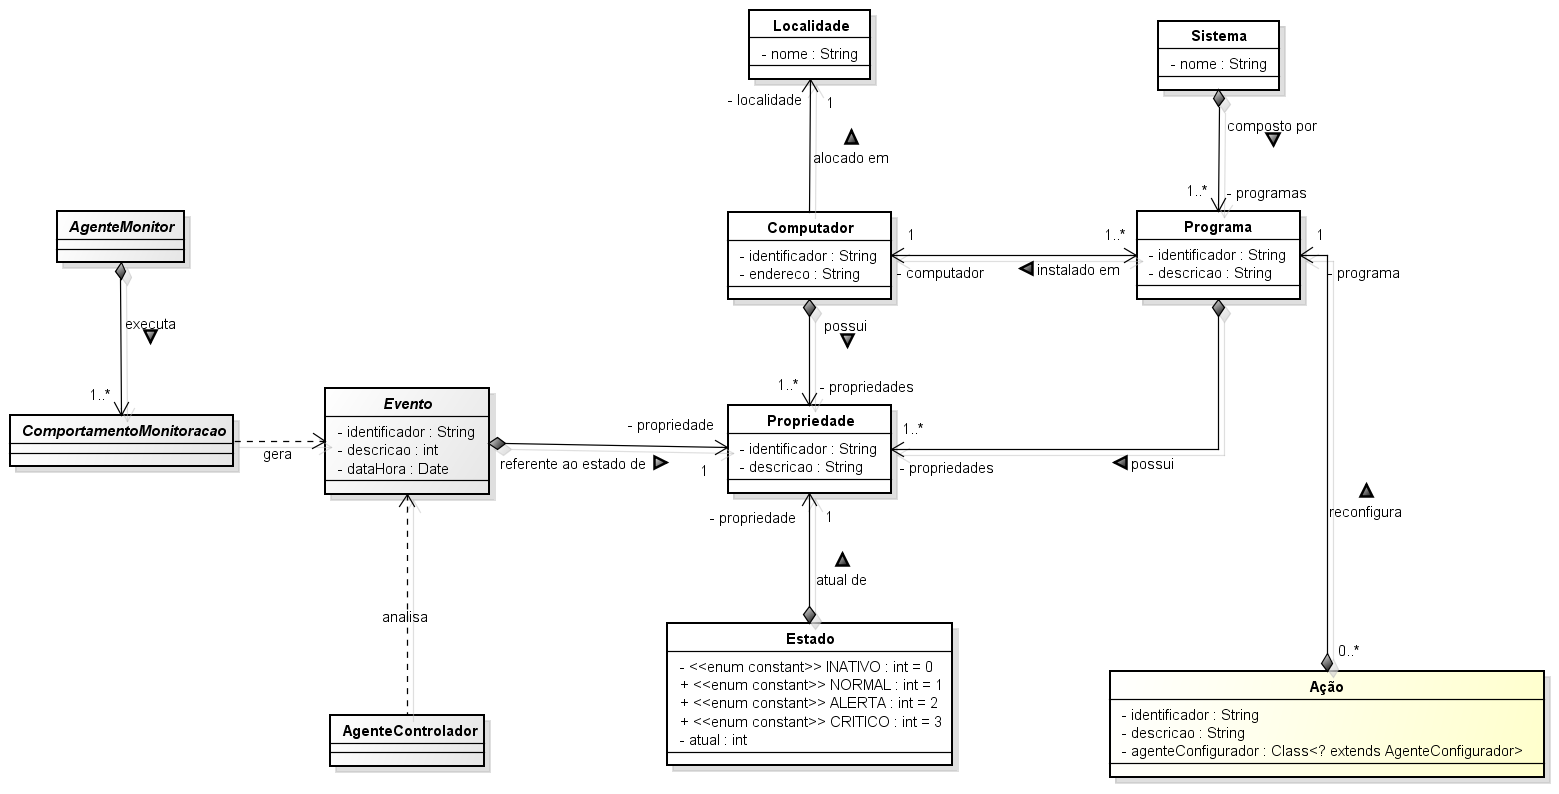 Localidade
- nome : String
Sistema
- nome : String
- localidade
1
alocado em
composto por
1..*
- programas
AgenteMonitor
executa
1..*
ComportamentoMonitoracao
gera
Computador
- identificador : String
- endereco : String
1
1..*
- computador
instalado em
Programa
- identificador : String
- descricao : String
1
- programa
possui
1..*
- propriedades
Evento
- identificador : String
- descricao : int
- dataHora : Date
- propriedade
1
referente ao estado de
Propriedade
- identificador : String
- descricao : String
1..*
- propriedades
possui
- propriedade
1
atual de
reconfigura
analisa
AgenteControlador
Estado
- <<enum constant>> INATIVO : int = 0
+ <<enum constant>> NORMAL : int = 1
+ <<enum constant>> ALERTA : int = 2
+ <<enum constant>> CRITICO : int = 3
- atual : int
0..*
Ação
- identificador : String
- descricao : String
- agenteConfigurador : Class<? extends AgenteConfigurador>